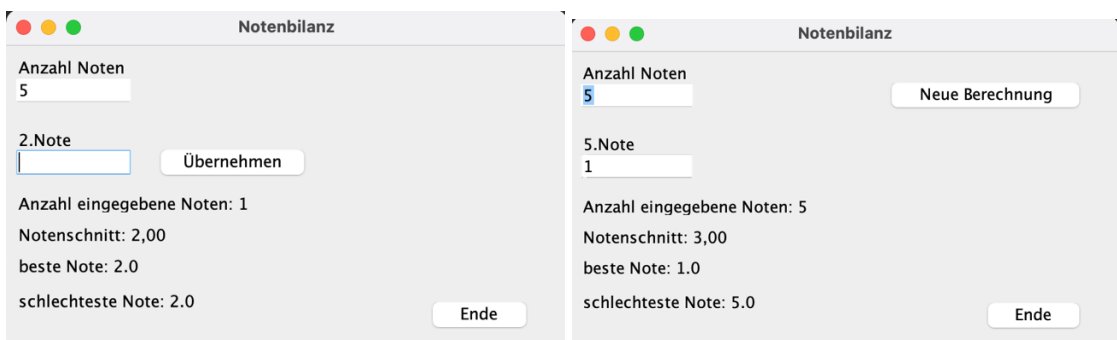 Notenbilanz
Anzahl Noten
5
2.Note
Übernehmen
Anzahl eingegebene Noten: 1
Notenschnitt: 2,00
beste Note: 2.0
schlechteste Note: 2.0
Ende
Notenbilanz
Anzahl Noten
5
Neue Berechnung
5.Note
1
Anzahl eingegebene Noten: 5
Notenschnitt: 3,00
beste Note: 1.0
schlechteste Note: 5.0
Ende